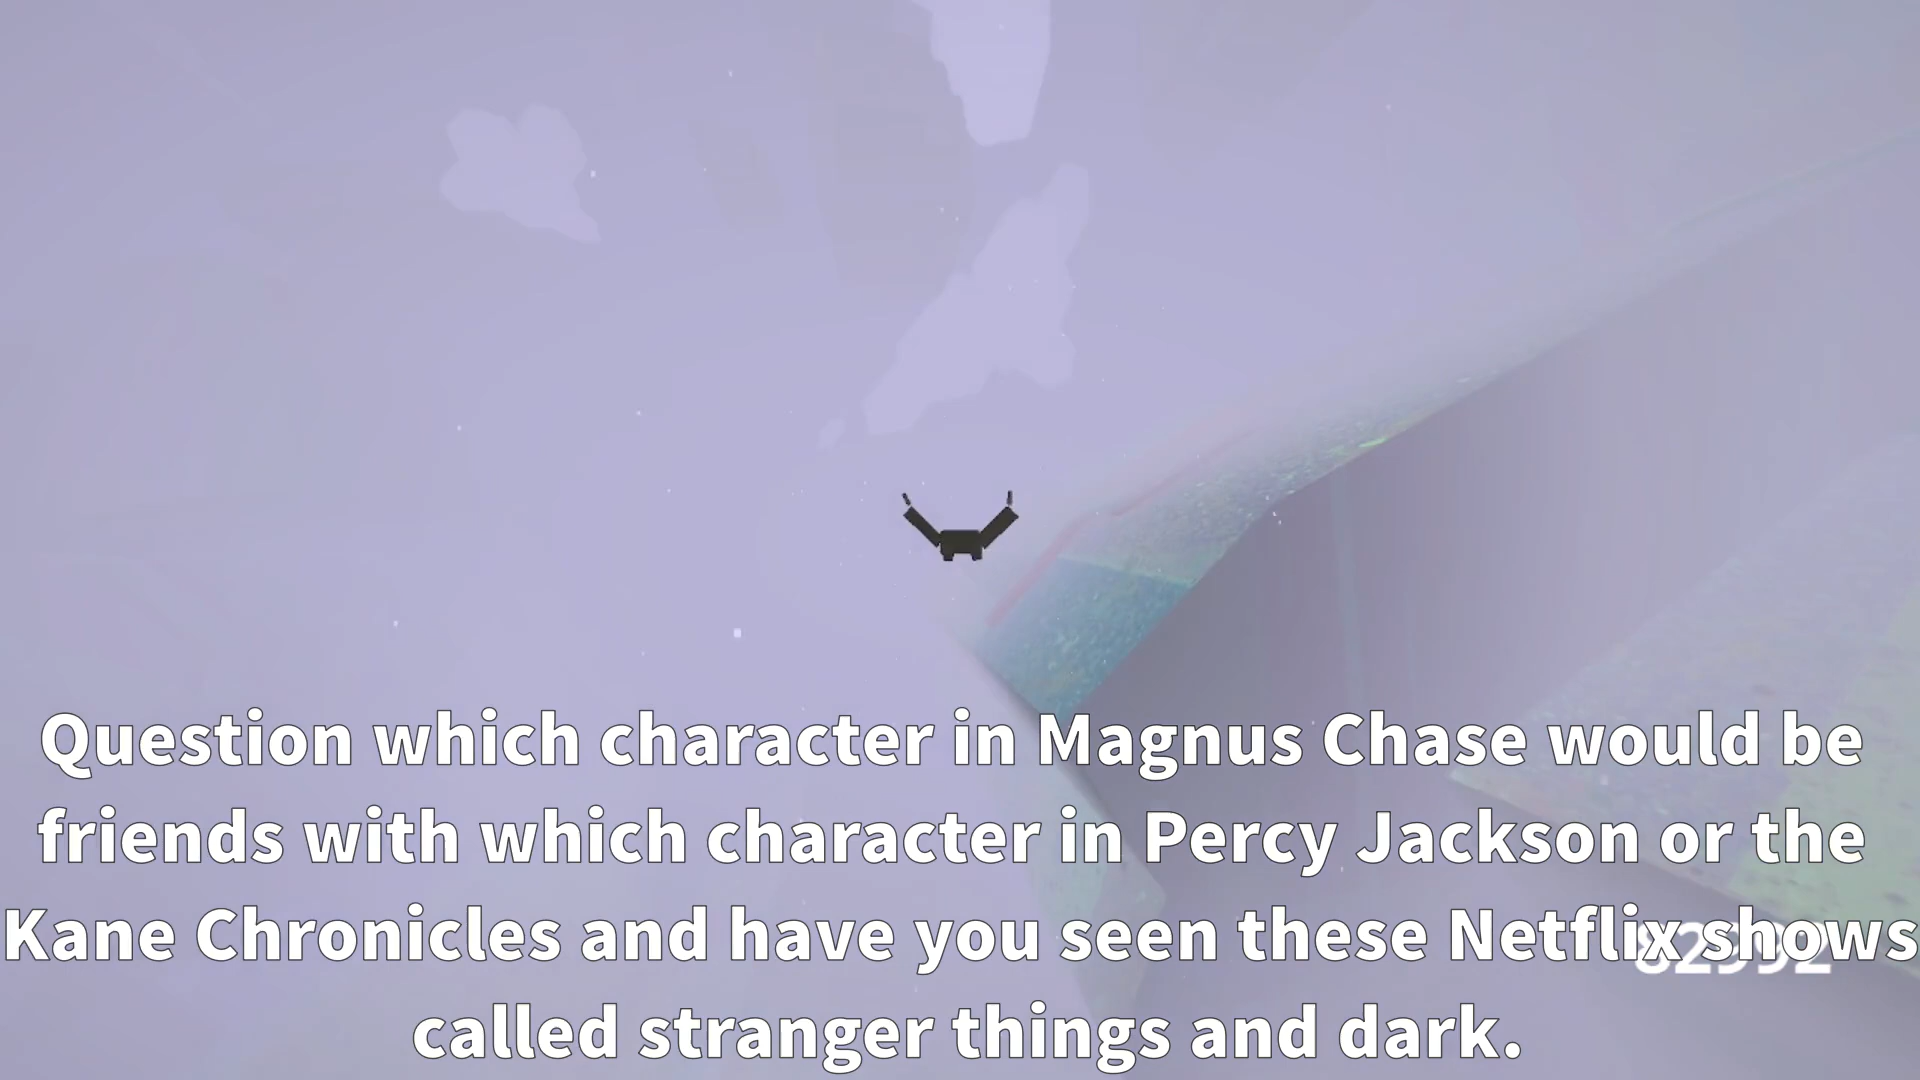 Question which character in Magnus Chase would be
friends with which character in Percy Jackson or the
Kane Chronicles and have you seen these Netflix shows
82992
called stranger things and dark.